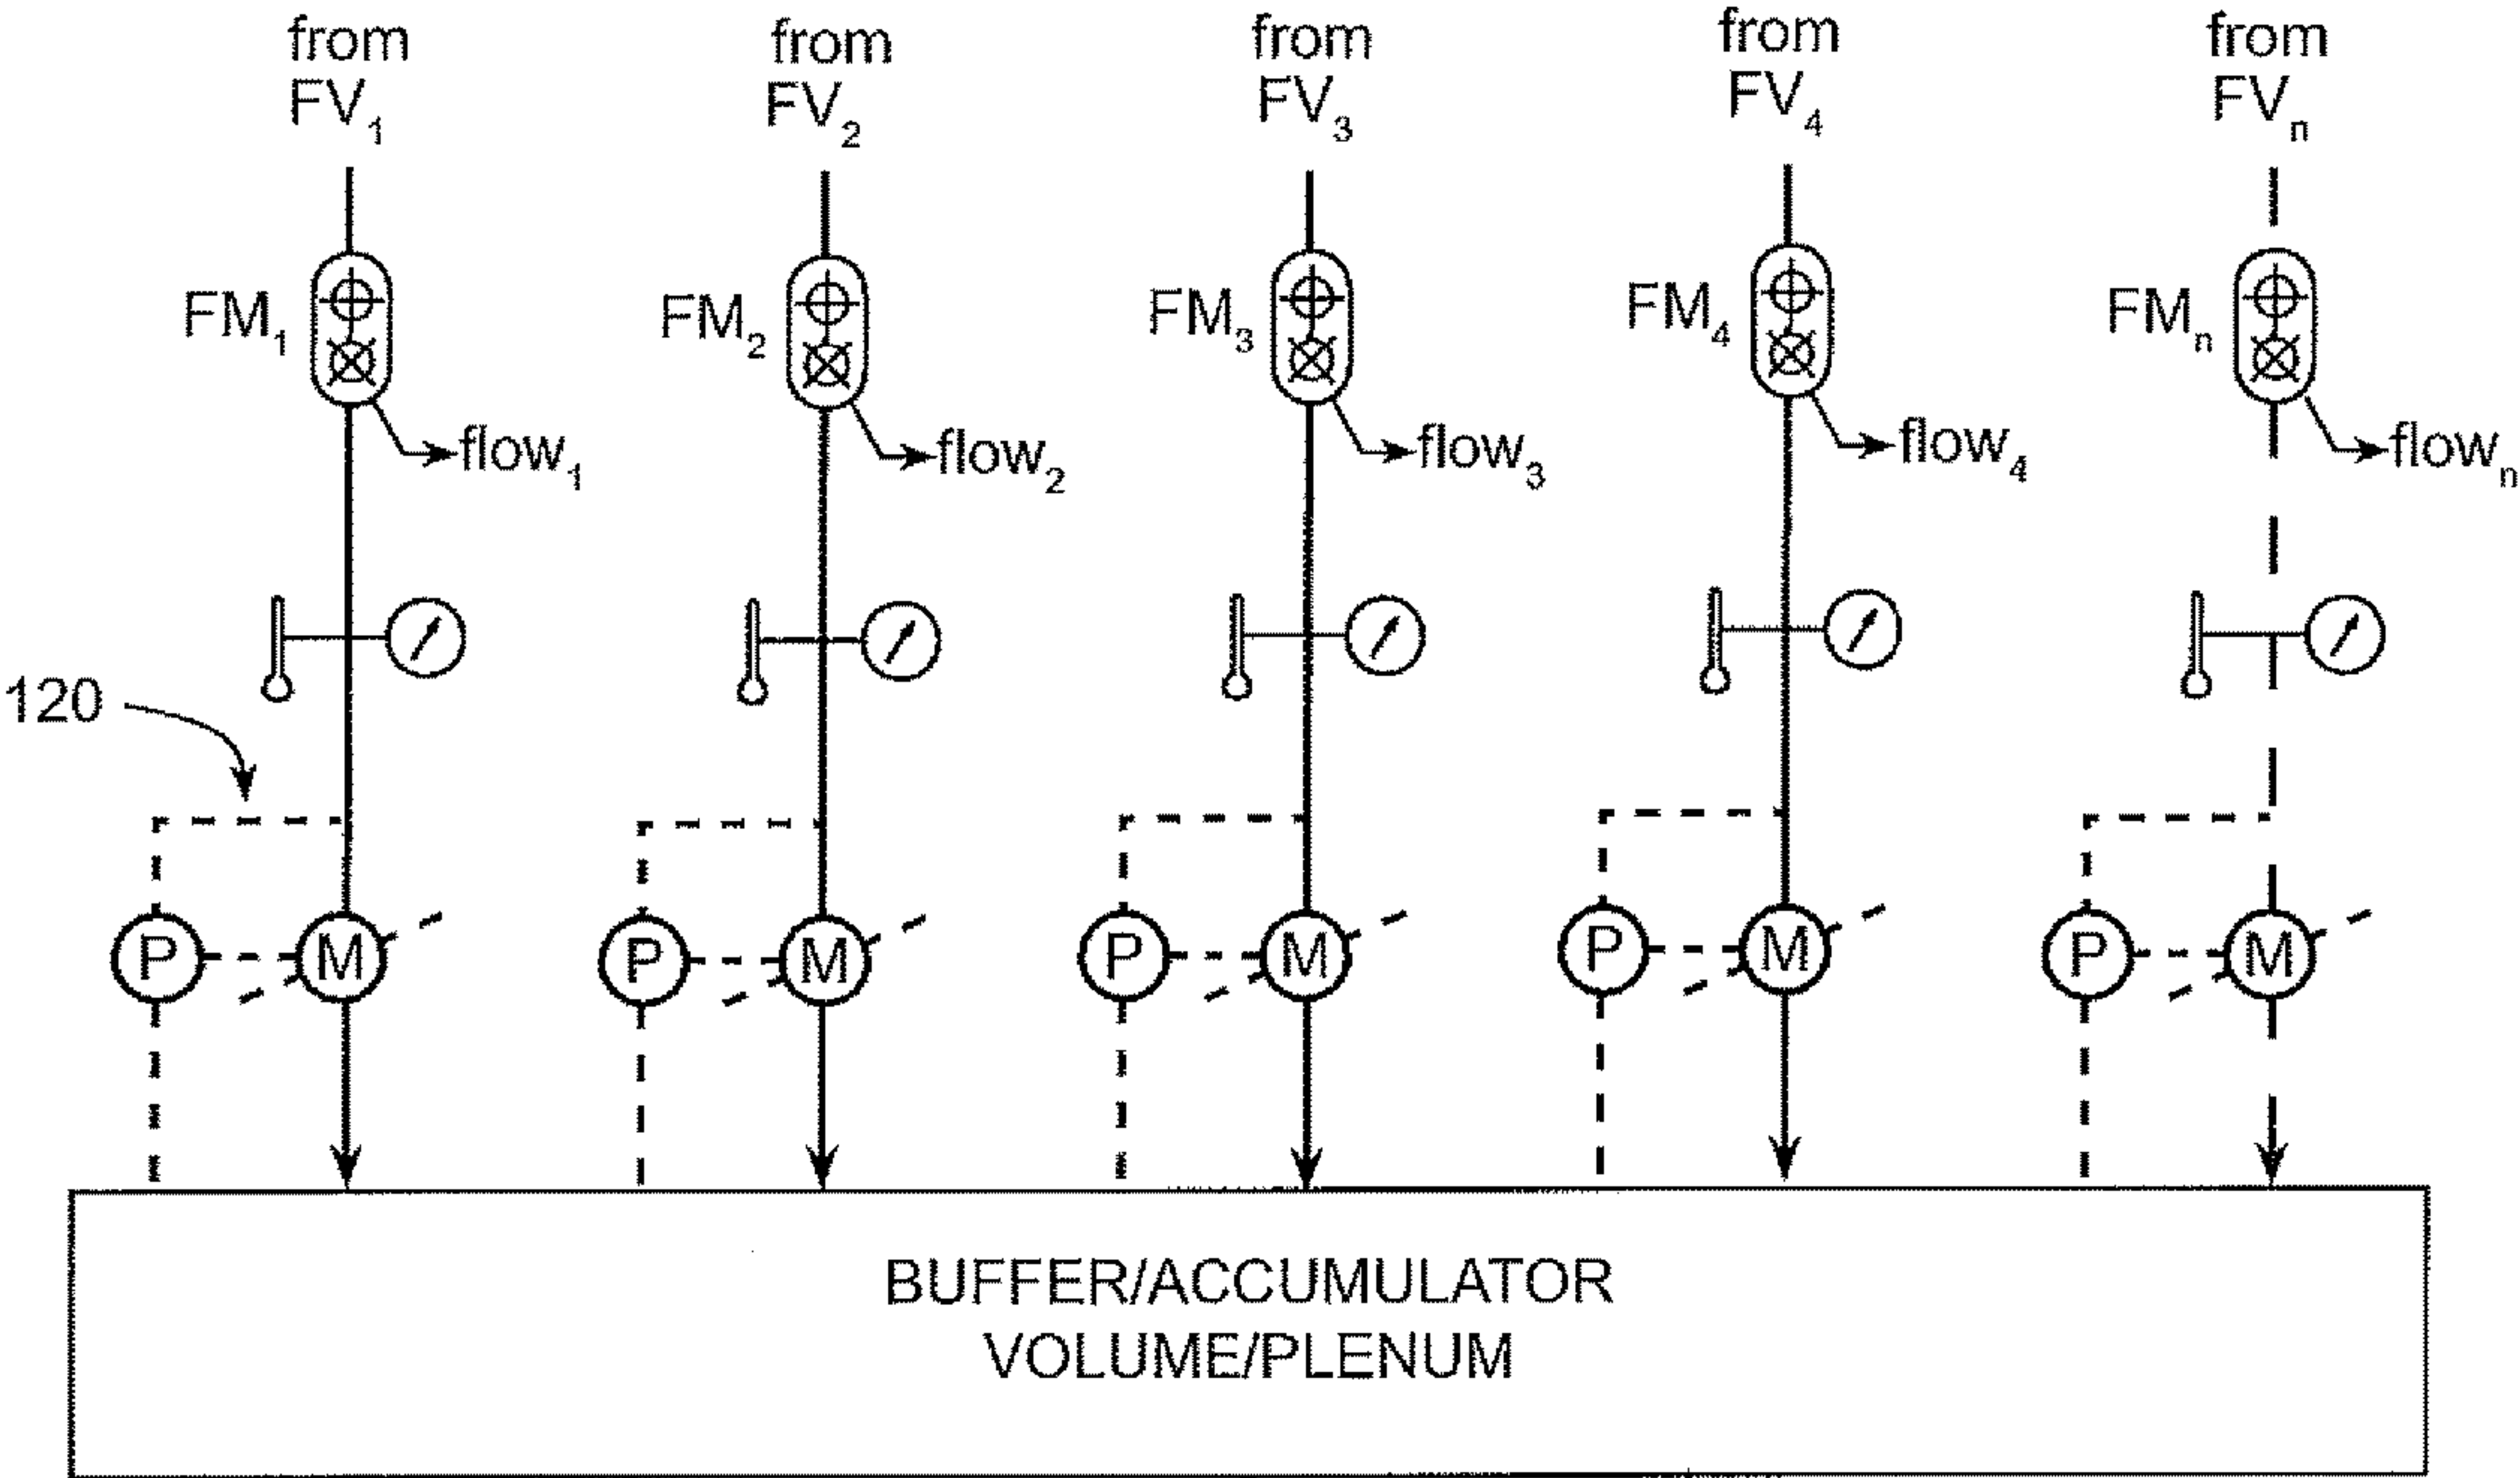 from from from from from
FV₁ FV₂ FV₃ FV₄ FVₙ
FM₁ FM₂ FM₃ FM₄ FMₙ
flow₁ flow₂ flow₃ flow₄ flowₙ
120
P M P M P M P M P M
BUFFER/ACCUMULATOR
VOLUME/PLENUM